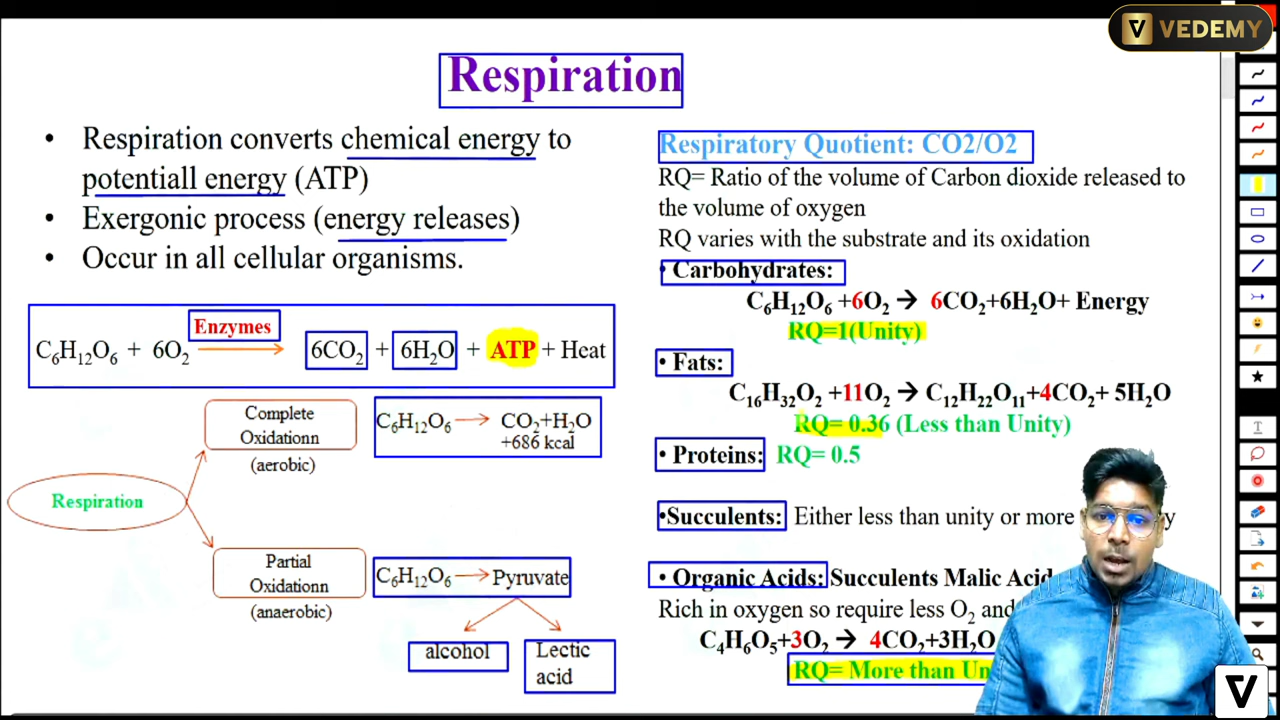 VEDEMY
Respiration
• Respiration converts chemical energy to
potentiall energy (ATP)
• Exergonic process (energy releases)
• Occur in all cellular organisms.
Enzymes
C₆H₁₂O₆ + 6O₂ → 6CO₂ + 6H₂O + ATP + Heat
Complete
Oxidationn
(aerobic)
C₆H₁₂O₆ → CO₂+H₂O
+686 kcal
Respiration
Partial
Oxidationn
(anaerobic)
C₆H₁₂O₆ → Pyruvate
alcohol
Lectic
acid
Respiratory Quotient: CO2/O2
RQ= Ratio of the volume of Carbon dioxide released to
the volume of oxygen
RQ varies with the substrate and its oxidation
• Carbohydrates:
C₆H₁₂O₆ +6O₂ → 6CO₂+6H₂O+ Energy
RQ=1(Unity)
• Fats:
C₁₆H₃₂O₂ +11O₂ → C₁₂H₂₂O₁₁+4CO₂+ 5H₂O
RQ= 0.36 (Less than Unity)
• Proteins: RQ= 0.5
•Succulents: Either less than unity or more
• Organic Acids: Succulents Malic Acid
Rich in oxygen so require less O₂ and
C₄H₆O₅+3O₂ → 4CO₂+3H₂O
RQ= More than